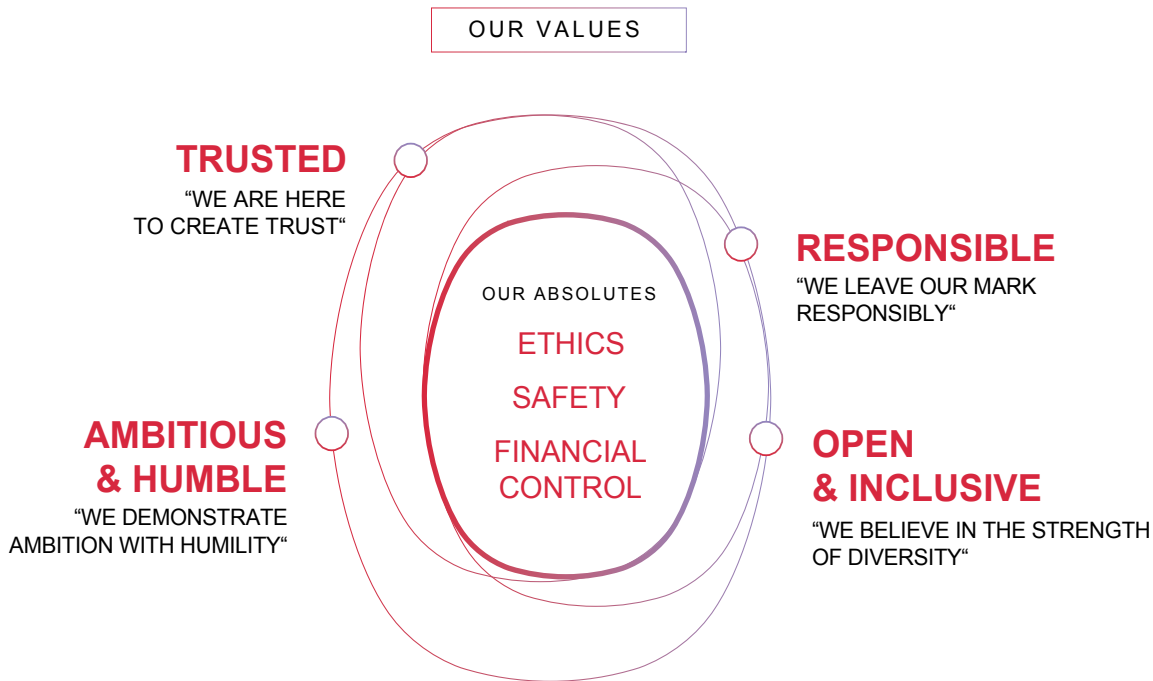 OUR VALUES
TRUSTED
“WE ARE HERE
TO CREATE TRUST“
RESPONSIBLE
“WE LEAVE OUR MARK
RESPONSIBLY“
OUR ABSOLUTES
ETHICS
SAFETY
FINANCIAL
CONTROL
AMBITIOUS
& HUMBLE
“WE DEMONSTRATE
AMBITION WITH HUMILITY“
OPEN
& INCLUSIVE
“WE BELIEVE IN THE STRENGTH
OF DIVERSITY“